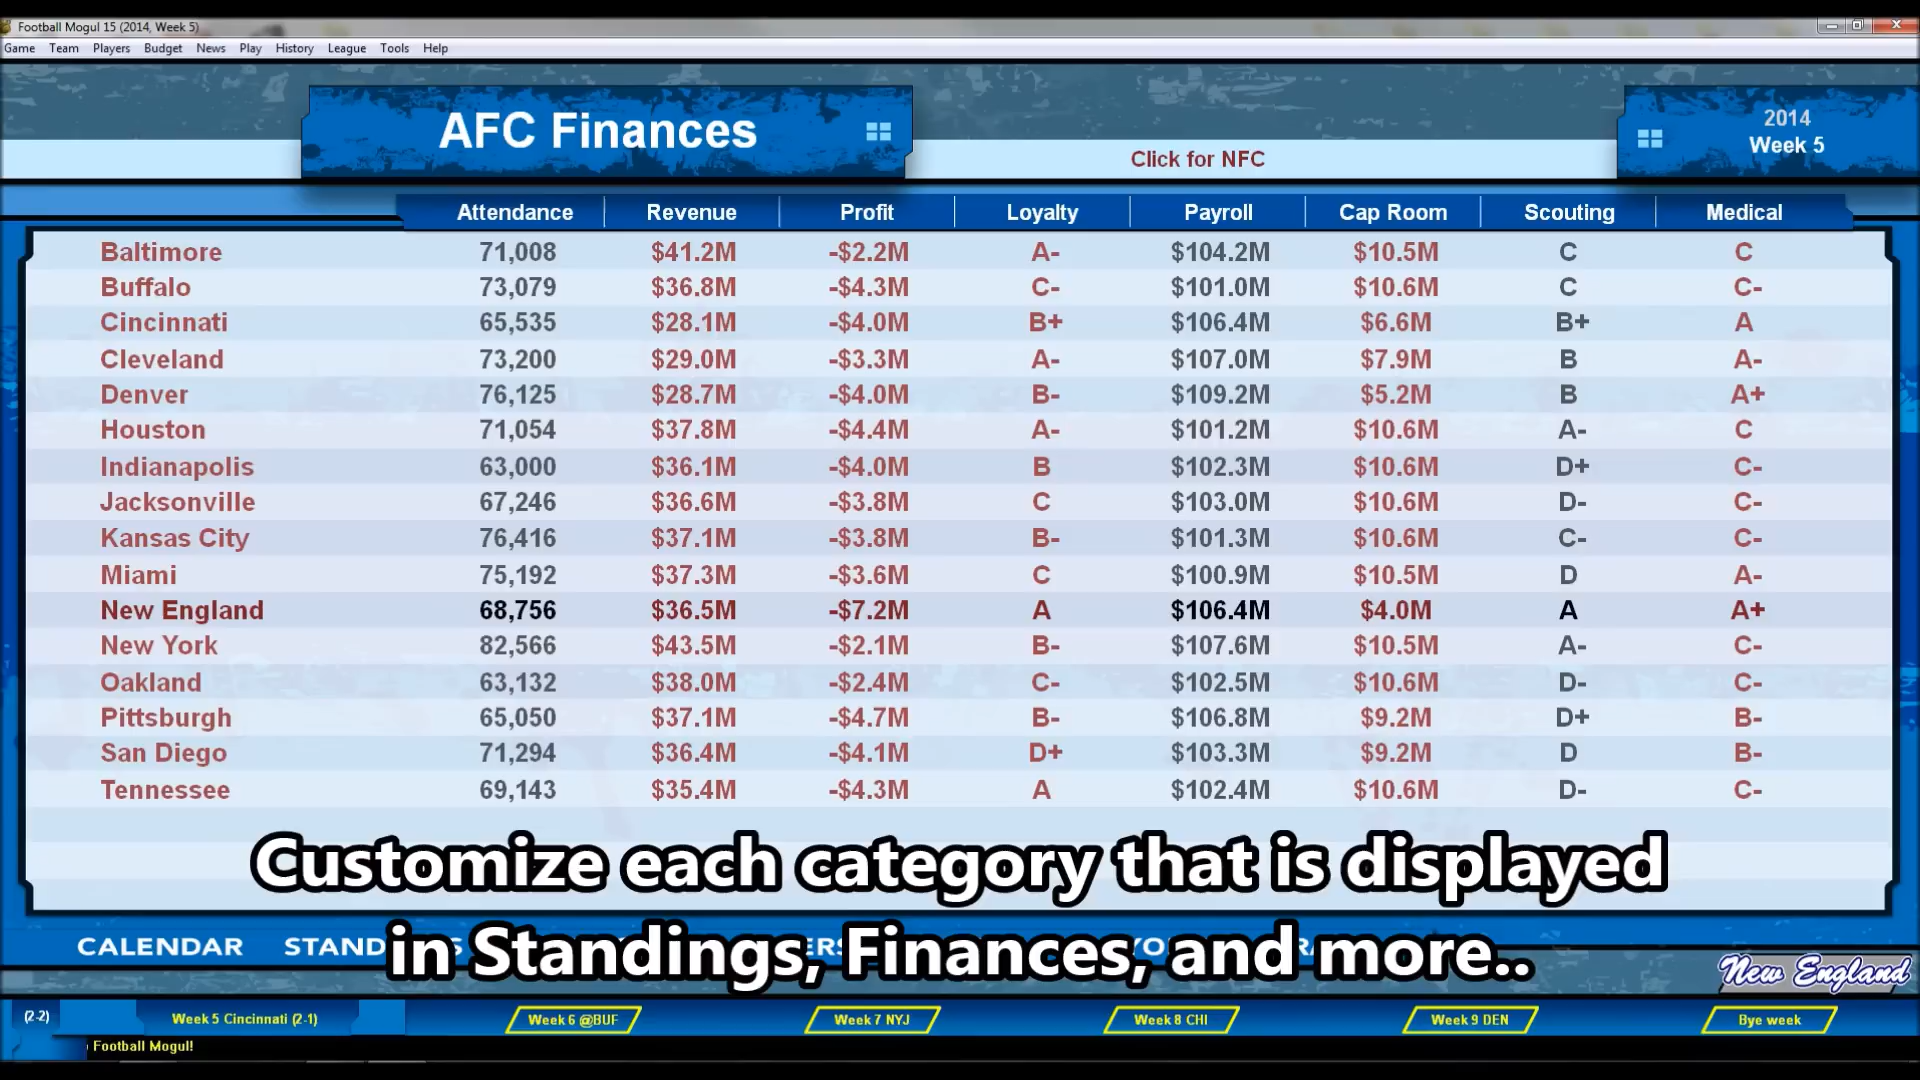 Football Mogul 15 (2014, Week 5)
Game Team Players Budget News Play History League Tools Help
AFC Finances
Click for NFC
2014
Week 5
Attendance Revenue Profit Loyalty Payroll Cap Room Scouting Medical
Baltimore 71,008 $41.2M -$2.2M A- $104.2M $10.5M C C
Buffalo 73,079 $36.8M -$4.3M C- $101.0M $10.6M C C-
Cincinnati 65,535 $28.1M -$4.0M B+ $106.4M $6.6M B+ A
Cleveland 73,200 $29.0M -$3.3M A- $107.0M $7.9M B A-
Denver 76,125 $28.7M -$4.0M B- $109.2M $5.2M B A+
Houston 71,054 $37.8M -$4.4M A- $101.2M $10.6M A- C
Indianapolis 63,000 $36.1M -$4.0M B $102.3M $10.6M D+ C-
Jacksonville 67,246 $36.6M -$3.8M C $103.0M $10.6M D- C-
Kansas City 76,416 $37.1M -$3.8M B- $101.3M $10.6M C- C-
Miami 75,192 $37.3M -$3.6M C $100.9M $10.5M D A-
New England 68,756 $36.5M -$7.2M A $106.4M $4.0M A A+
New York 82,566 $43.5M -$2.1M B- $107.6M $10.5M A- C-
Oakland 63,132 $38.0M -$2.4M C- $102.5M $10.6M D- C-
Pittsburgh 65,050 $37.1M -$4.7M B- $106.8M $9.2M D+ B-
San Diego 71,294 $36.4M -$4.1M D+ $103.3M $9.2M D B-
Tennessee 69,143 $35.4M -$4.3M A $102.4M $10.6M D- C-
Customize each category that is displayed
in Standings, Finances, and more..
CALENDAR
New England
(2-2) Week 5 Cincinnati (2-1) Week 6 @BUF Week 7 NYJ Week 8 CHI Week 9 DEN Bye week
Football Mogul!